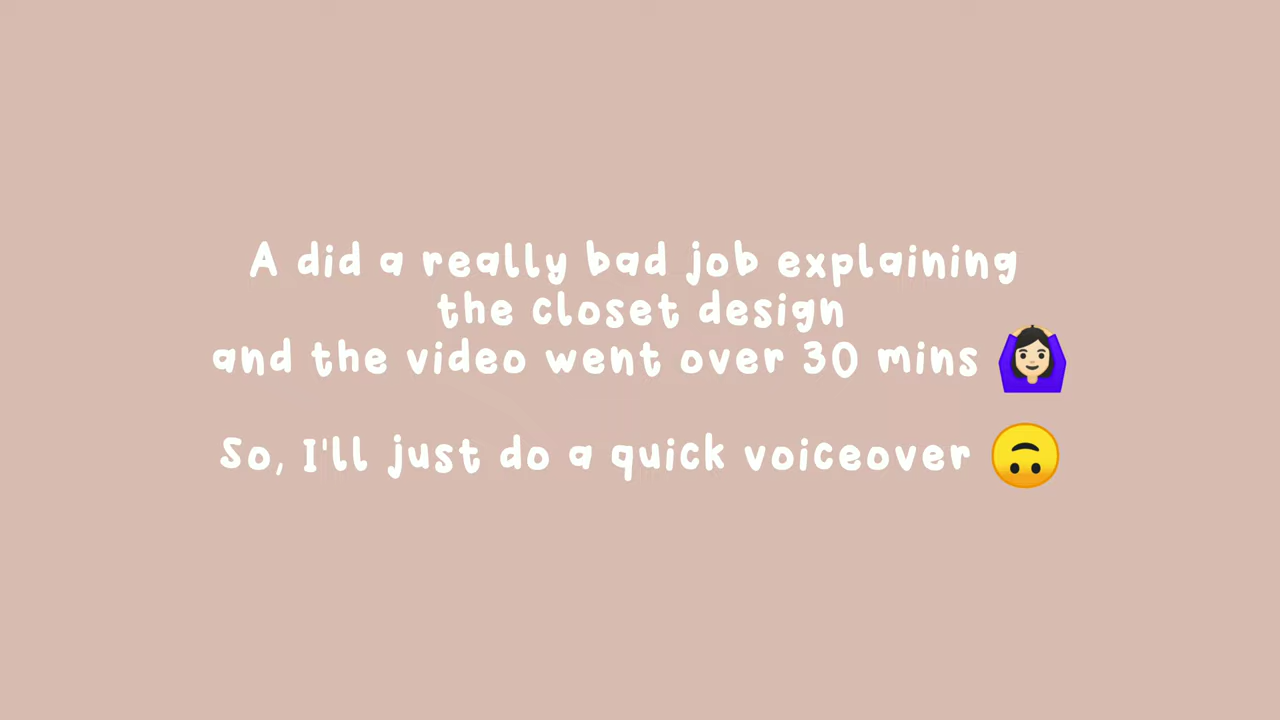 A did a really bad job explaining
the closet design
and the video went over 30 mins 🙆🏻‍♀️
So, I'll just do a quick voiceover 🙃